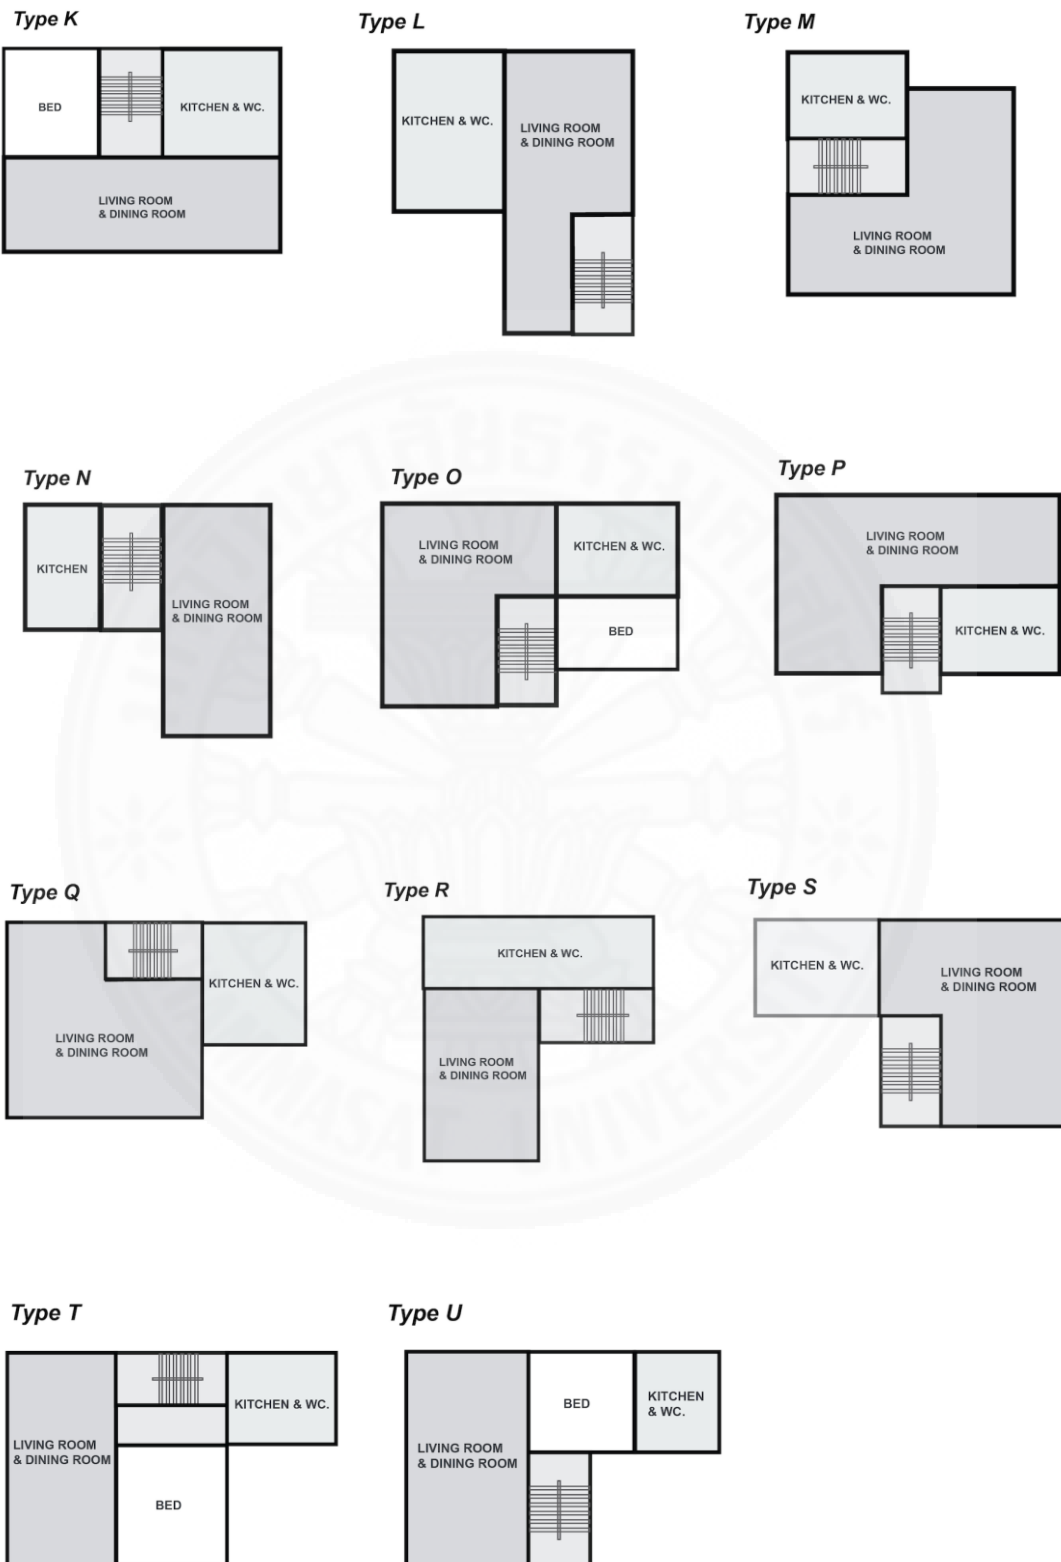 Type K
Type L
Type M
BED
KITCHEN & WC.
LIVING ROOM
& DINING ROOM
KITCHEN & WC.
LIVING ROOM
& DINING ROOM
KITCHEN & WC.
LIVING ROOM
& DINING ROOM
Type N
Type O
Type P
KITCHEN
LIVING ROOM
& DINING ROOM
LIVING ROOM
& DINING ROOM
KITCHEN & WC.
BED
LIVING ROOM
& DINING ROOM
KITCHEN & WC.
Type Q
Type R
Type S
LIVING ROOM
& DINING ROOM
KITCHEN & WC.
KITCHEN & WC.
LIVING ROOM
& DINING ROOM
KITCHEN & WC.
LIVING ROOM
& DINING ROOM
Type T
Type U
LIVING ROOM
& DINING ROOM
KITCHEN & WC.
BED
LIVING ROOM
& DINING ROOM
BED
KITCHEN
& WC.